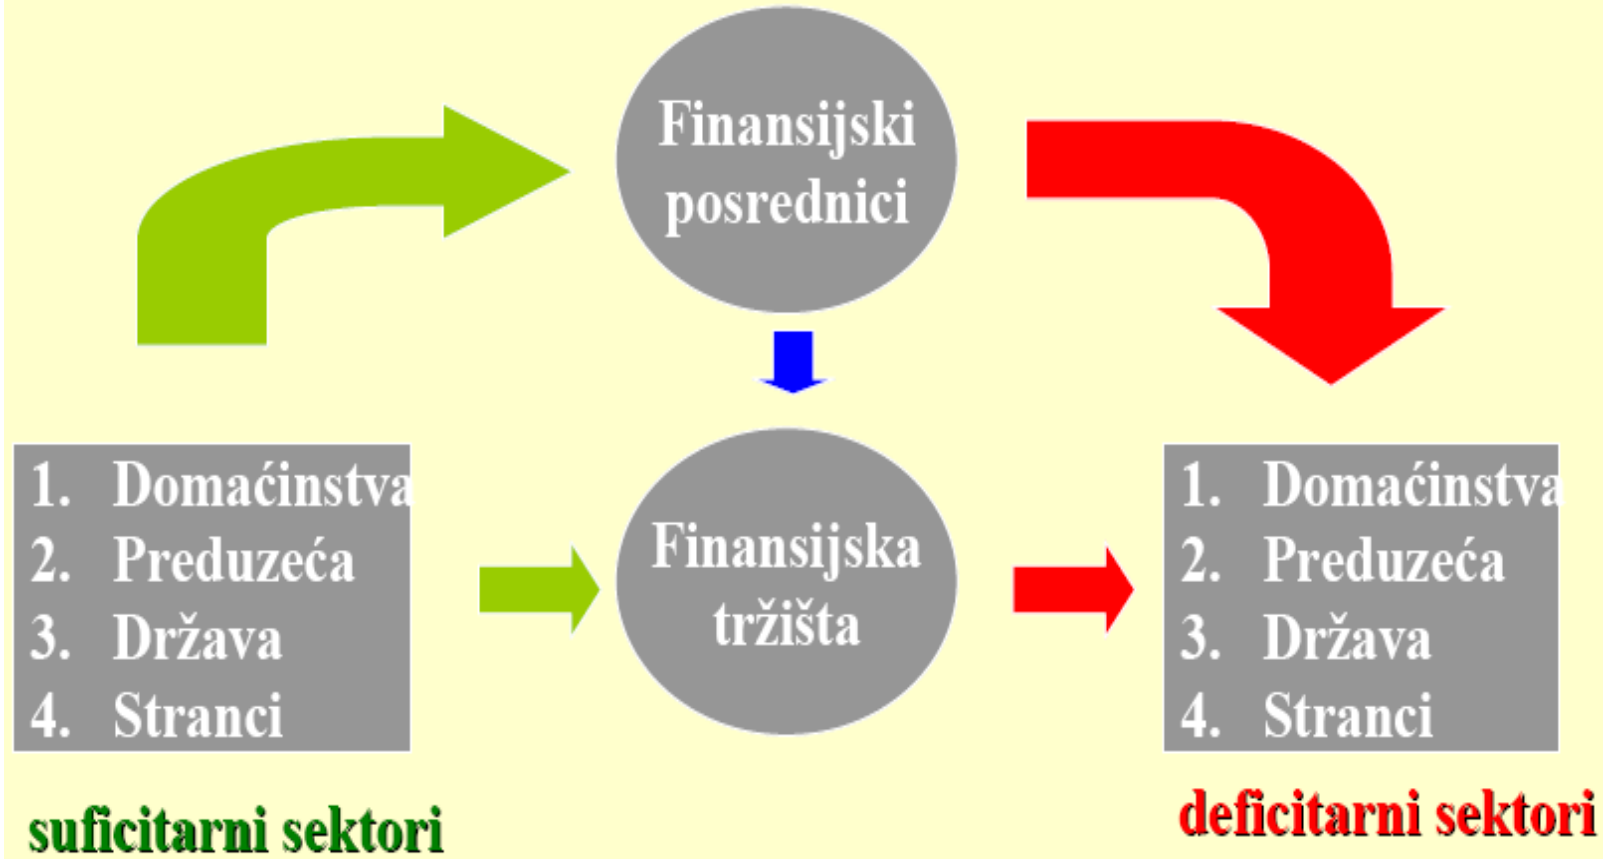 Finansijski
posrednici
1. Domaćinstva
2. Preduzeća
3. Država
4. Stranci
Finansijska
tržišta
1. Domaćinstva
2. Preduzeća
3. Država
4. Stranci
suficitarni sektori
deficitarni sektori